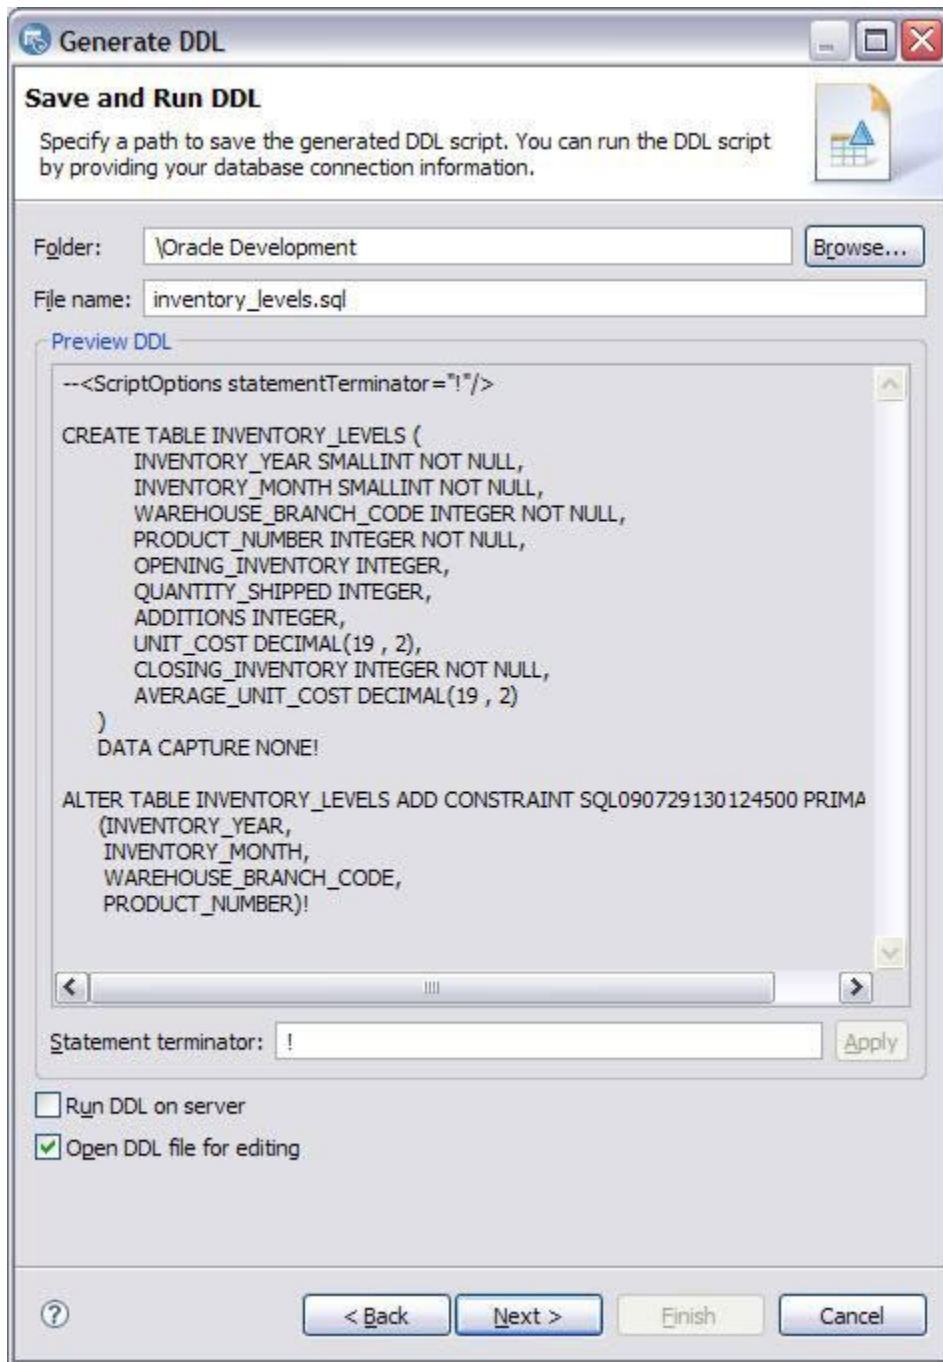 Generate DDL
Save and Run DDL
Specify a path to save the generated DDL script. You can run the DDL script
by providing your database connection information.
Folder: \Oracle Development Browse...
File name: inventory_levels.sql
Preview DDL
--<ScriptOptions statementTerminator="!"/>
CREATE TABLE INVENTORY_LEVELS (
INVENTORY_YEAR SMALLINT NOT NULL,
INVENTORY_MONTH SMALLINT NOT NULL,
WAREHOUSE_BRANCH_CODE INTEGER NOT NULL,
PRODUCT_NUMBER INTEGER NOT NULL,
OPENING_INVENTORY INTEGER,
QUANTITY_SHIPPED INTEGER,
ADDITIONS INTEGER,
UNIT_COST DECIMAL(19 , 2),
CLOSING_INVENTORY INTEGER NOT NULL,
AVERAGE_UNIT_COST DECIMAL(19 , 2)
)
DATA CAPTURE NONE!
ALTER TABLE INVENTORY_LEVELS ADD CONSTRAINT SQL090729130124500 PRIMA
(INVENTORY_YEAR,
INVENTORY_MONTH,
WAREHOUSE_BRANCH_CODE,
PRODUCT_NUMBER)!
Statement terminator: ! Apply
Run DDL on server
Open DDL file for editing
? < Back Next > Finish Cancel